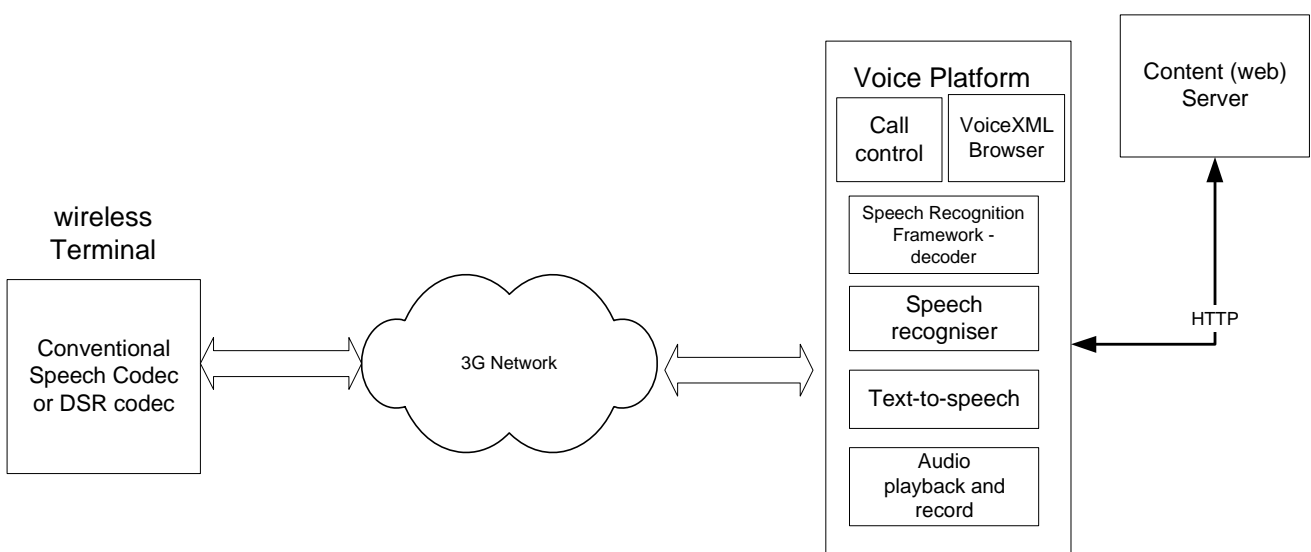 wireless
Terminal
Conventional
Speech Codec
or DSR codec
3G Network
Voice Platform
Call
control
VoiceXML
Browser
Speech Recognition
Framework -
decoder
Speech
recogniser
Text-to-speech
Audio
playback and
record
Content (web)
Server
HTTP